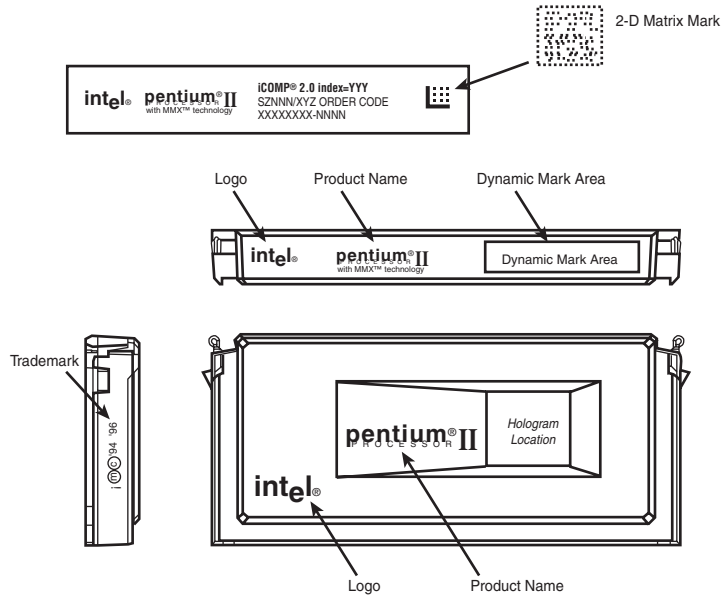 2-D Matrix Mark
intel®
pentium® II
PROCESSOR
with MMX™ technology
iCOMP® 2.0 index=YYY
SZNNN/XYZ ORDER CODE
XXXXXXXX-NNNN
Logo
Product Name
Dynamic Mark Area
intel®
pentium® II
PROCESSOR
with MMX™ technology
Dynamic Mark Area
Trademark
i ⓜ ⓒ '94 '96
pentium® II
PROCESSOR
Hologram
Location
intel®
Logo
Product Name